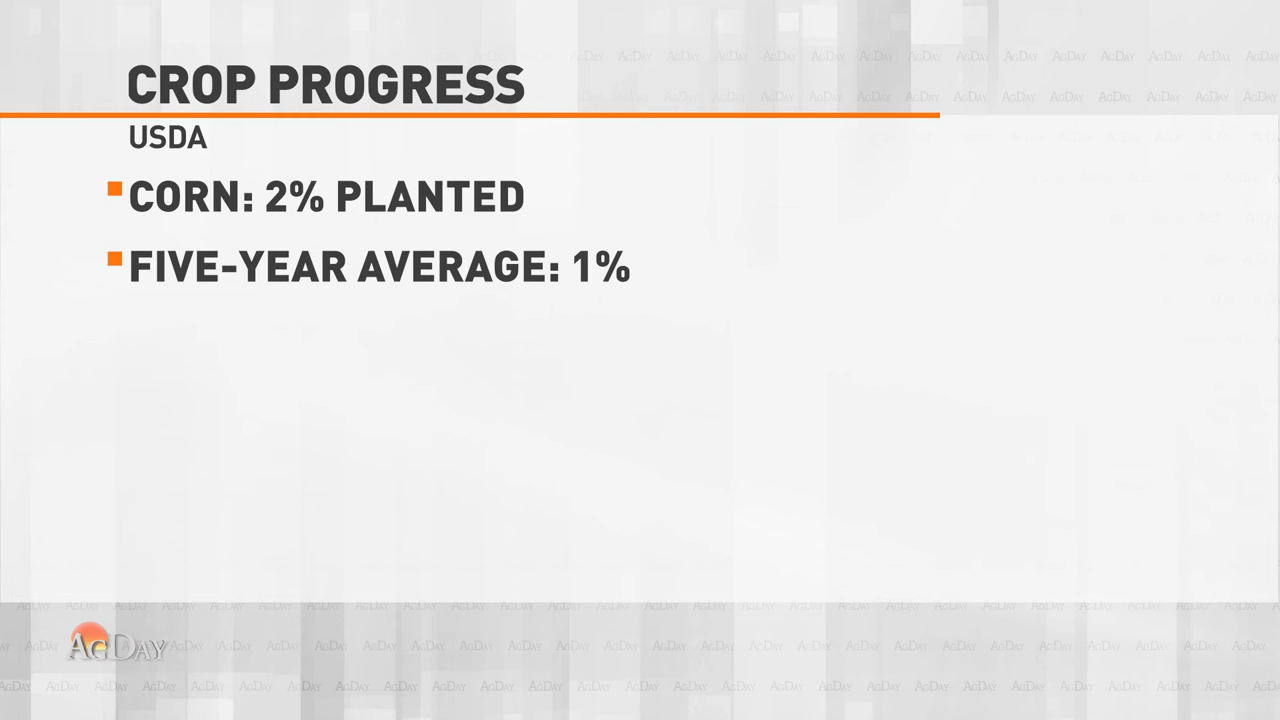 CROP PROGRESS
USDA
CORN: 2% PLANTED
FIVE-YEAR AVERAGE: 1%
AGDAY